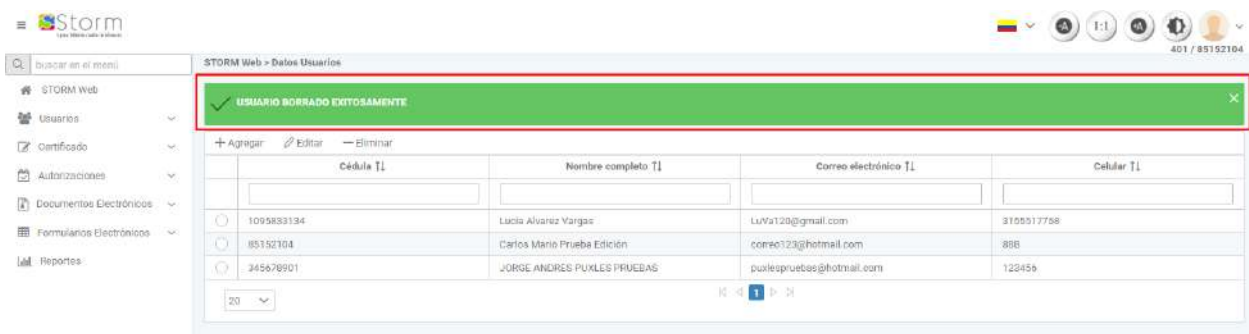 Storm
1:1
401 / 85152104
buscar en el menú
STORM Web > Datos Usuarios
STORM Web
USUARIO BORRADO EXITOSAMENTE
Usuarios
Certificado
Autorizaciones
Documentos Electrónicos
Formularios Electrónicos
Reportes
Agregar Editar Eliminar
Cédula Nombre completo Correo electrónico Celular
1095833134 Lucia Alvarez Vargas LuVa120@gmail.com 3155517758
85152104 Carlos Mario Prueba Edición correo123@hotmail.com 888
345678901 JORGE ANDRES PUXLES PRUEBAS puxlespruebas@hotmail.com 123456
20
1